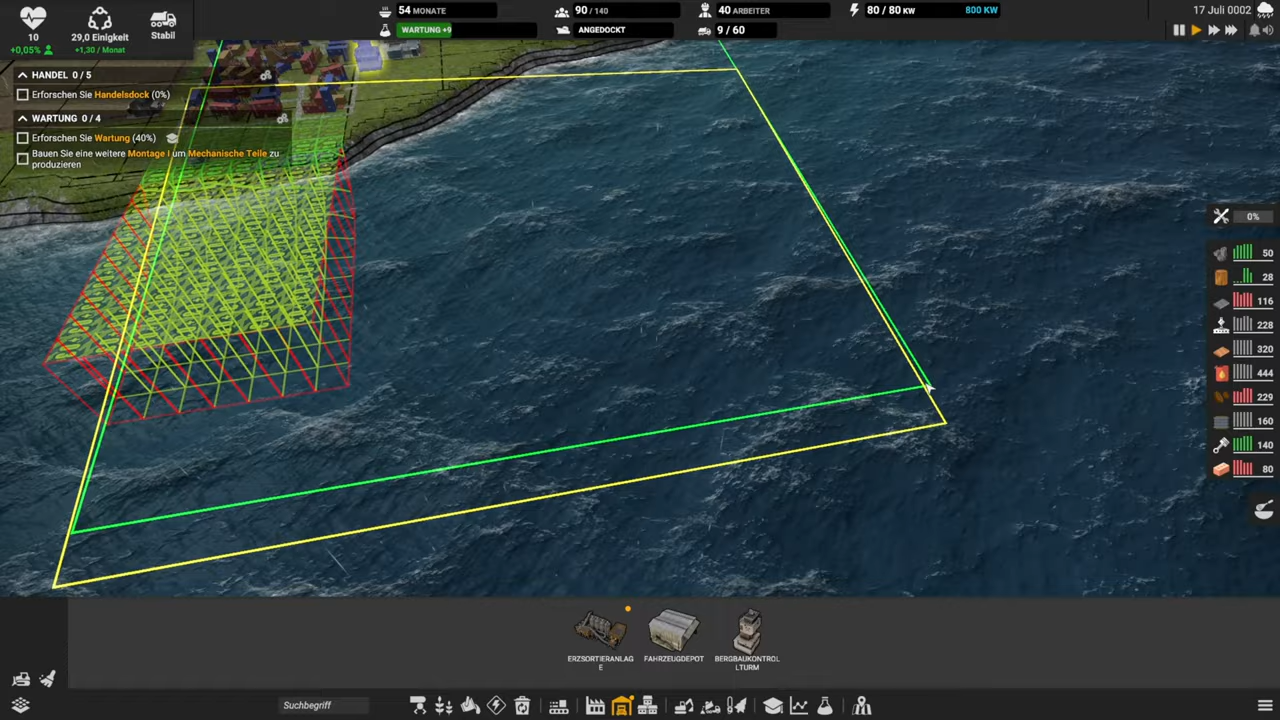 54 MONATE
90 / 140
40 ARBEITER
80 / 80 KW
800 KW
17 Juli 0002
10
29,0 Einigkeit
Stabil
WARTUNG +9
ANGEDOCKT
9 / 60
+0,05%
+1,30 / Monat
HANDEL 0 / 5
Erforschen Sie Handelsdock (0%)
WARTUNG 0 / 4
Erforschen Sie Wartung (40%)
Bauen Sie eine weitere Montage I um Mechanische Teile zu
produzieren
0%
50
28
116
228
320
444
229
160
140
80
ERZSORTIERANLAG
E
FAHRZEUGDEPOT
BERGBAUKONTROL
LTURM
Suchbegriff